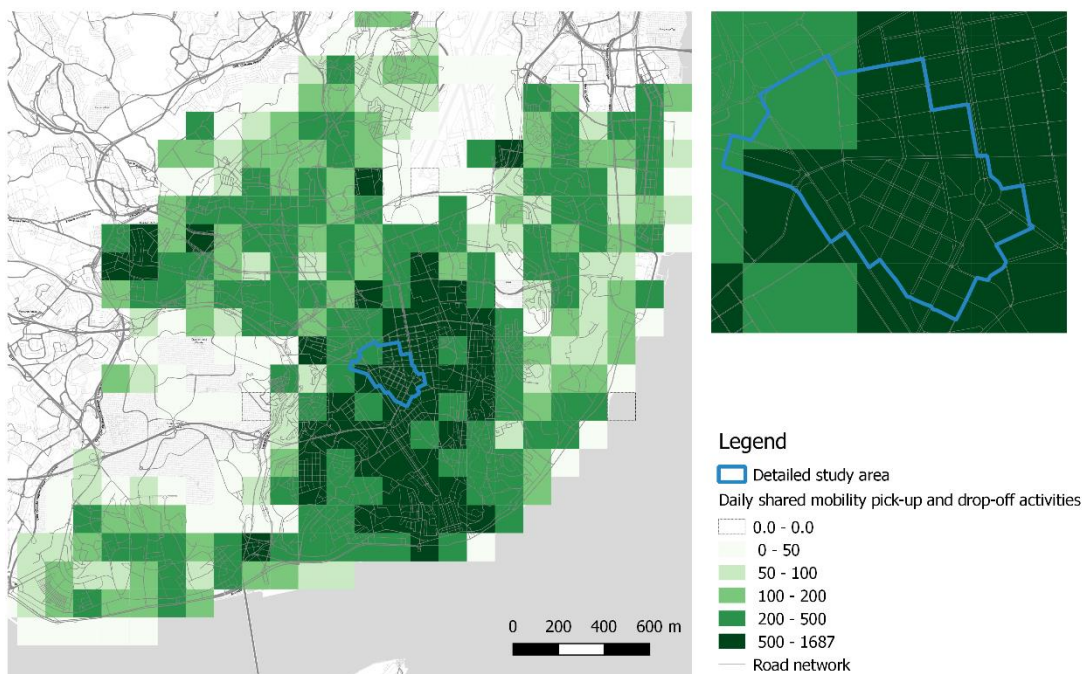 0 200 400 600 m
Legend
Detailed study area
Daily shared mobility pick-up and drop-off activities
0.0 - 0.0
0 - 50
50 - 100
100 - 200
200 - 500
500 - 1687
Road network